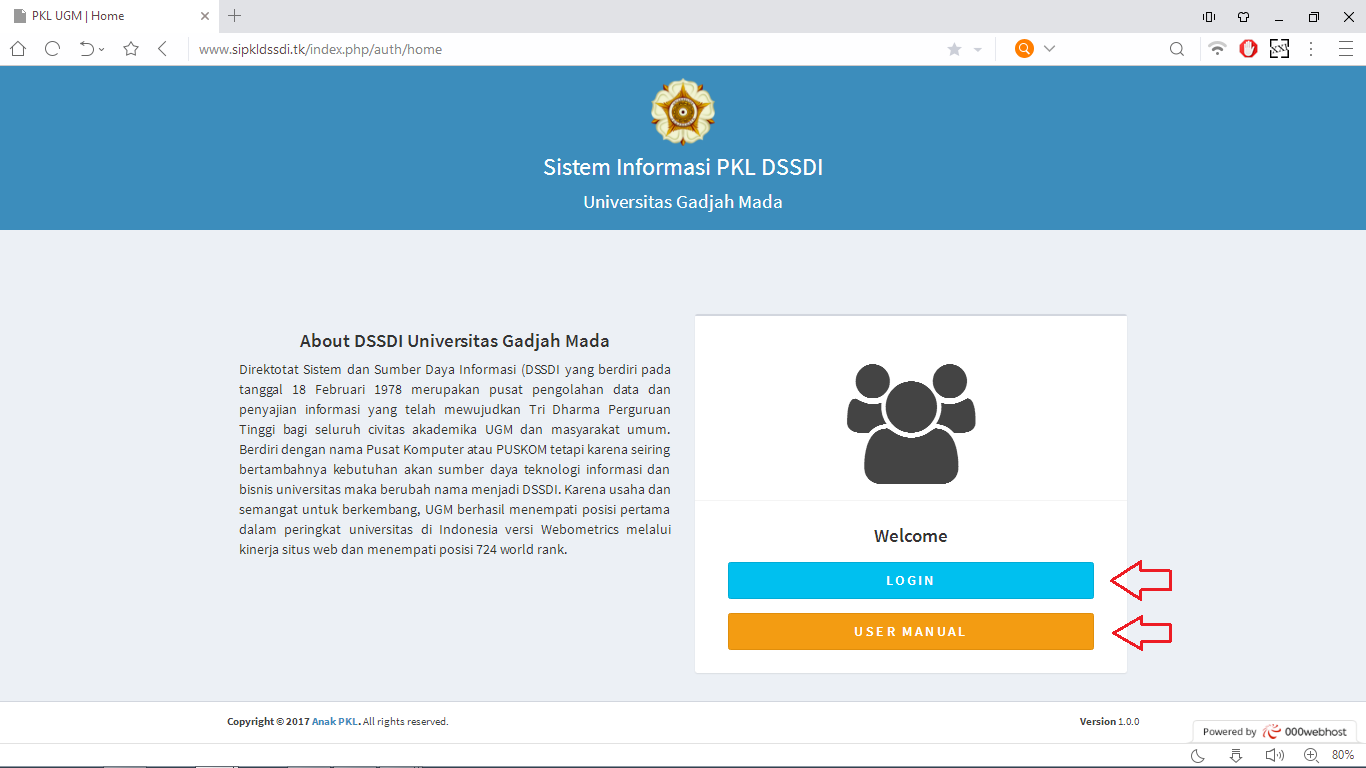 PKL UGM | Home
www.sipkldssdi.tk/index.php/auth/home
Sistem Informasi PKL DSSDI
Universitas Gadjah Mada
About DSSDI Universitas Gadjah Mada
Direktotat Sistem dan Sumber Daya Informasi (DSSDI yang berdiri pada
tanggal 18 Februari 1978 merupakan pusat pengolahan data dan
penyajian informasi yang telah mewujudkan Tri Dharma Perguruan
Tinggi bagi seluruh civitas akademika UGM dan masyarakat umum.
Berdiri dengan nama Pusat Komputer atau PUSKOM tetapi karena seiring
bertambahnya kebutuhan akan sumber daya teknologi informasi dan
bisnis universitas maka berubah nama menjadi DSSDI. Karena usaha dan
semangat untuk berkembang, UGM berhasil menempati posisi pertama
dalam peringkat universitas di Indonesia versi Webometrics melalui
kinerja situs web dan menempati posisi 724 world rank.
Welcome
LOGIN
USER MANUAL
Copyright © 2017 Anak PKL. All rights reserved.
Version 1.0.0
Powered by 000webhost
80%